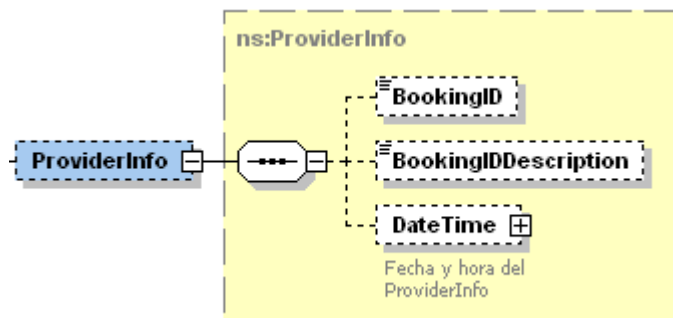 ns:ProviderInfo
BookingID
ProviderInfo
BookingIDDescription
DateTime
Fecha y hora del
ProviderInfo